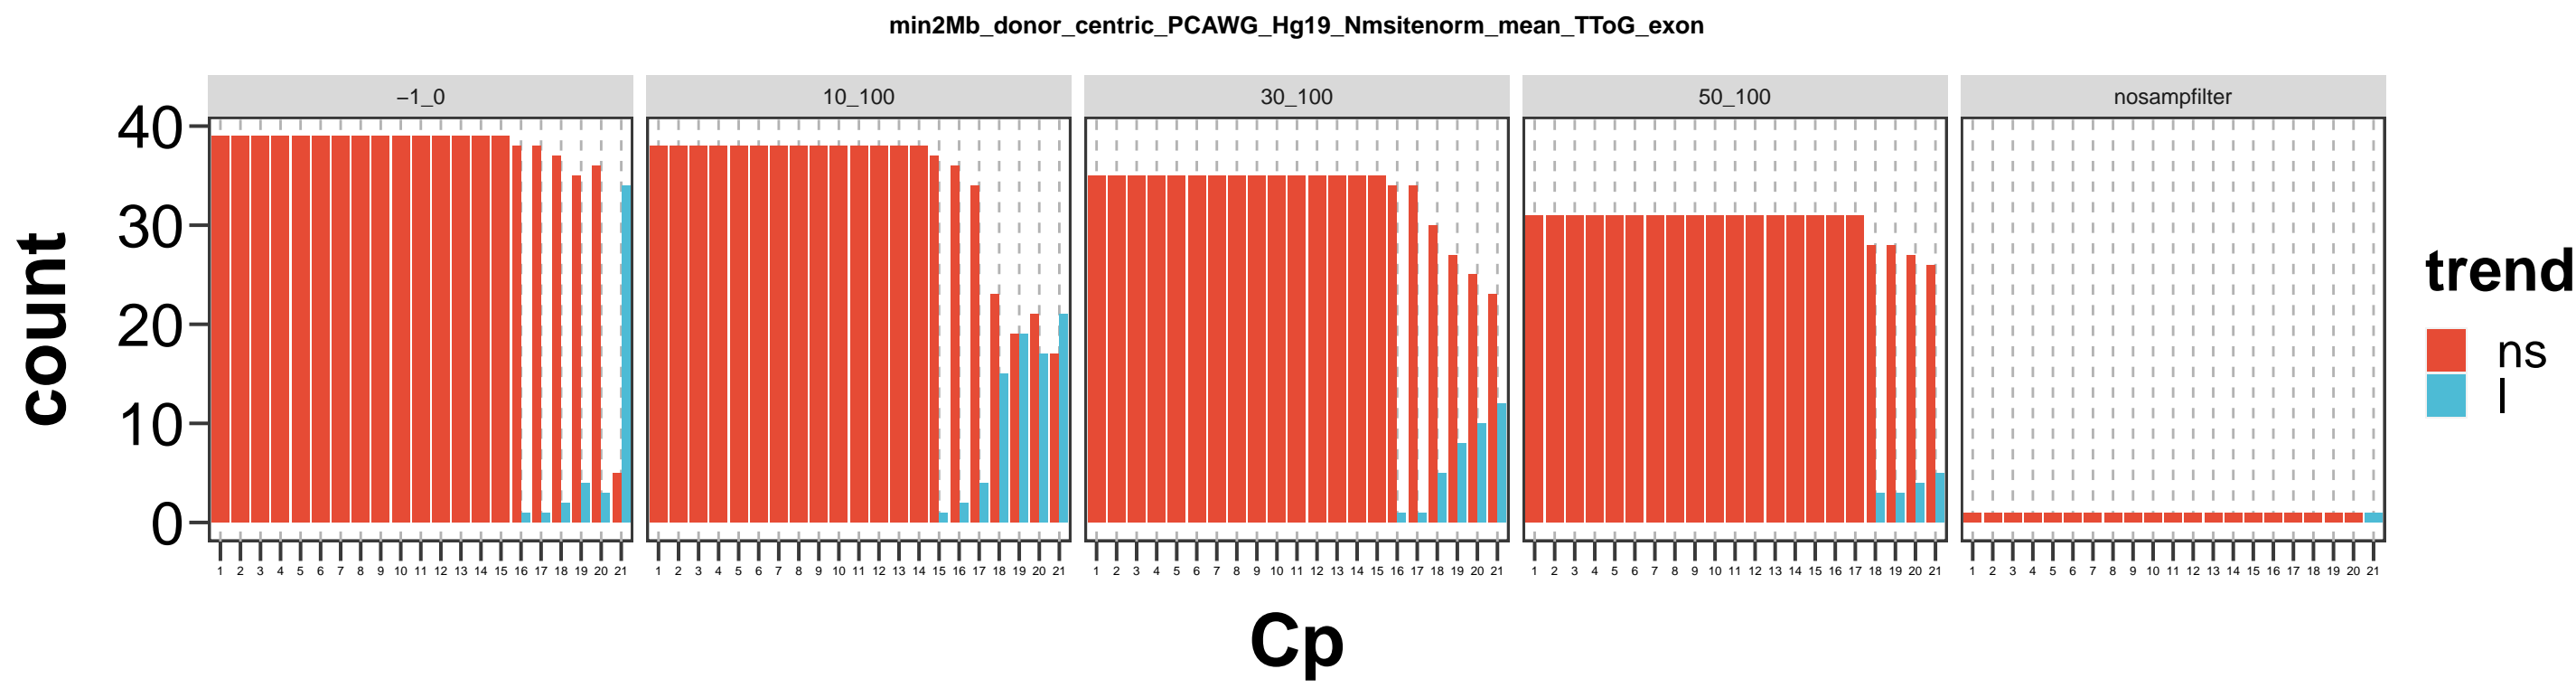 min2Mb_donor_centric_PCAWG_Hg19_Nmsitenorm_mean_TToG_exon
−1_0 10_100 30_100 50_100 nosampfilter
40
30
20
10
0
count
1 2 3 4 5 6 7 8 9 10 11 12 13 14 15 16 17 18 19 20 21 1 2 3 4 5 6 7 8 9 10 11 12 13 14 15 16 17 18 19 20 21 1 2 3 4 5 6 7 8 9 10 11 12 13 14 15 16 17 18 19 20 21 1 2 3 4 5 6 7 8 9 10 11 12 13 14 15 16 17 18 19 20 21 1 2 3 4 5 6 7 8 9 10 11 12 13 14 15 16 17 18 19 20 21
Cp
trend
ns
l